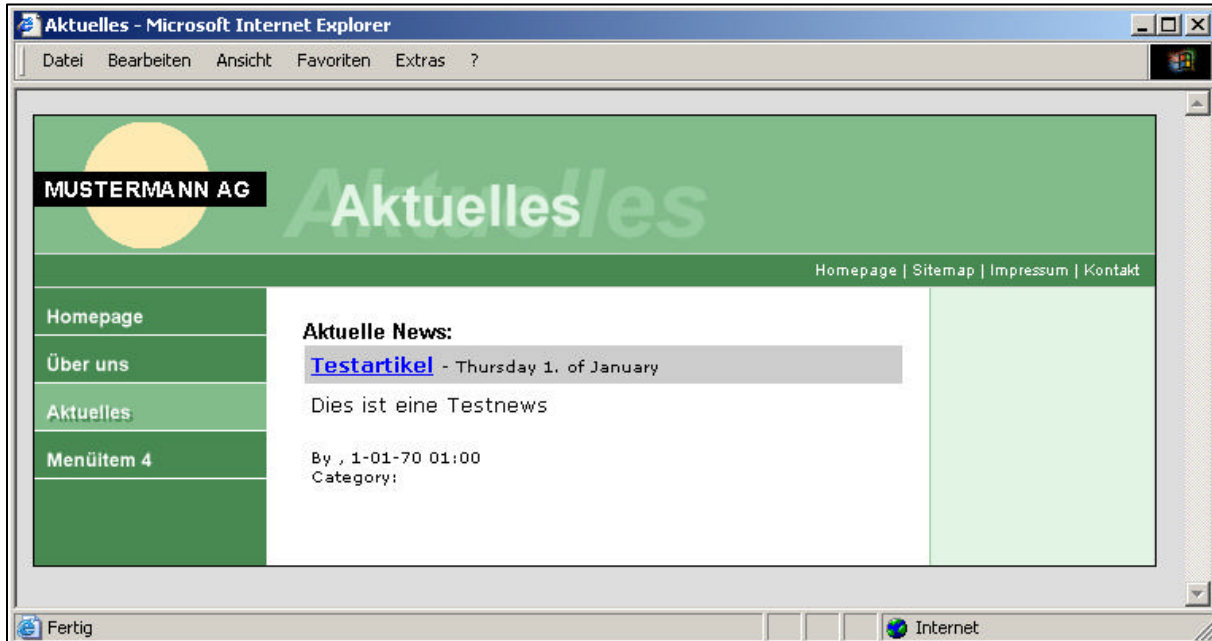 Aktuelles - Microsoft Internet Explorer
Datei Bearbeiten Ansicht Favoriten Extras ?
MUSTERMANN AG
Aktuelles
Aktuelles
Homepage | Sitemap | Impressum | Kontakt
Homepage
Über uns
Aktuelles
Menüitem 4
Aktuelle News:
Testartikel - Thursday 1. of January
Dies ist eine Testnews
By , 1-01-70 01:00
Category:
Fertig
Internet